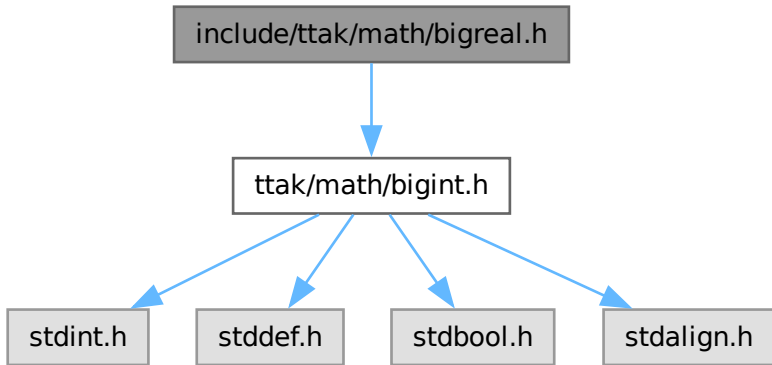 include/ttak/math/bigreal.h
ttak/math/bigint.h
stdint.h
stddef.h
stdbool.h
stdalign.h